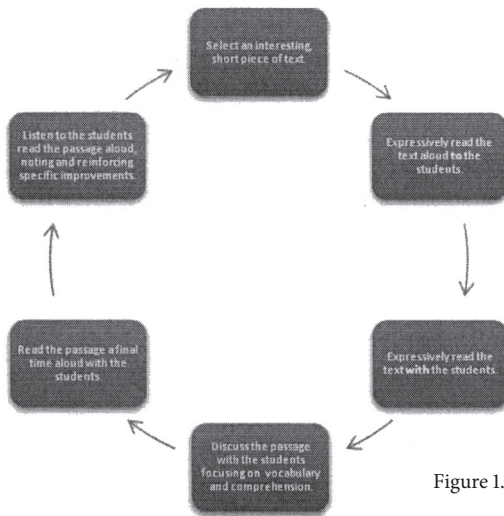 Select an interesting,
short piece of text
Expressively read the
text aloud to the
students.
Expressively read the
text with the students
Discuss the passage
with the students
focusing on vocabulary
and comprehension.
Read the passage a final
time aloud with the
students
Listen to the students
read the passage aloud,
noting and reinforcing
specific improvements.
Figure 1.